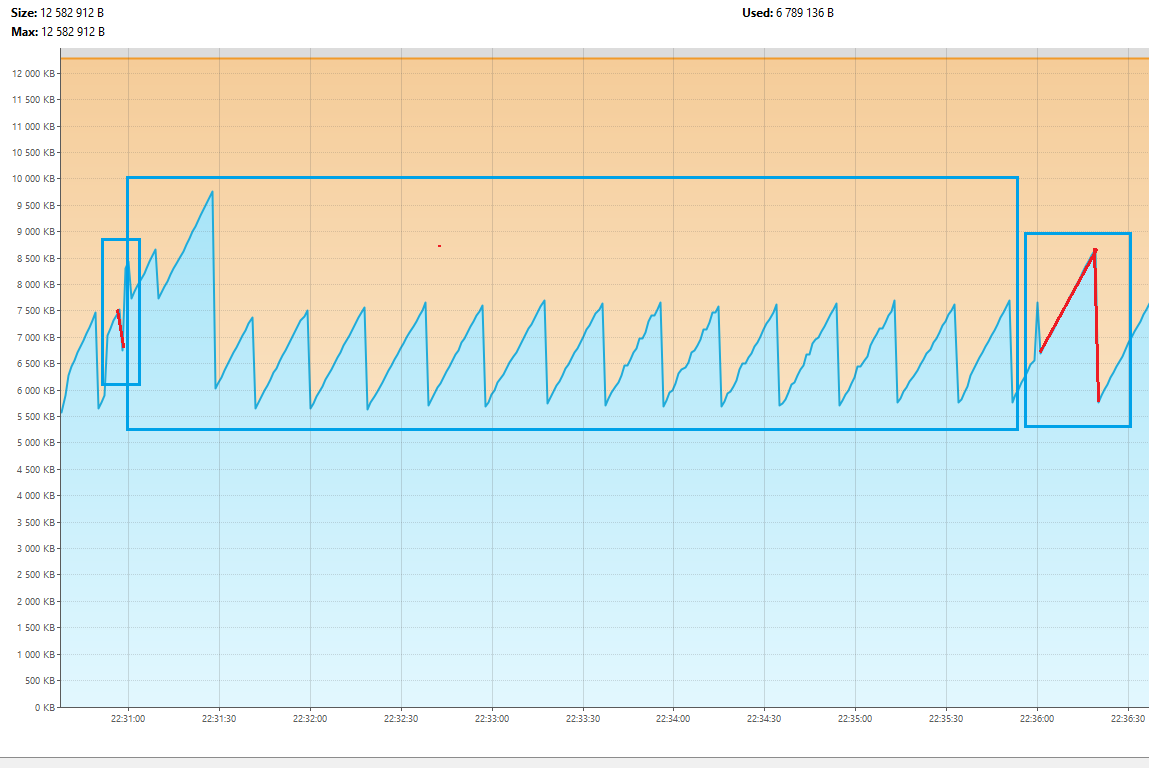 Size: 12 582 912 B
Used: 6 789 136 B
Max: 12 582 912 B
12 000 KB
11 500 KB
11 000 KB
10 500 KB
10 000 KB
9 500 KB
9 000 KB
8 500 KB
8 000 KB
7 500 KB
7 000 KB
6 500 KB
6 000 KB
5 500 KB
5 000 KB
4 500 KB
4 000 KB
3 500 KB
3 000 KB
2 500 KB
2 000 KB
1 500 KB
1 000 KB
500 KB
0 KB
22:31:00 22:31:30 22:32:00 22:32:30 22:33:00 22:33:30 22:34:00 22:34:30 22:35:00 22:35:30 22:36:00 22:36:30